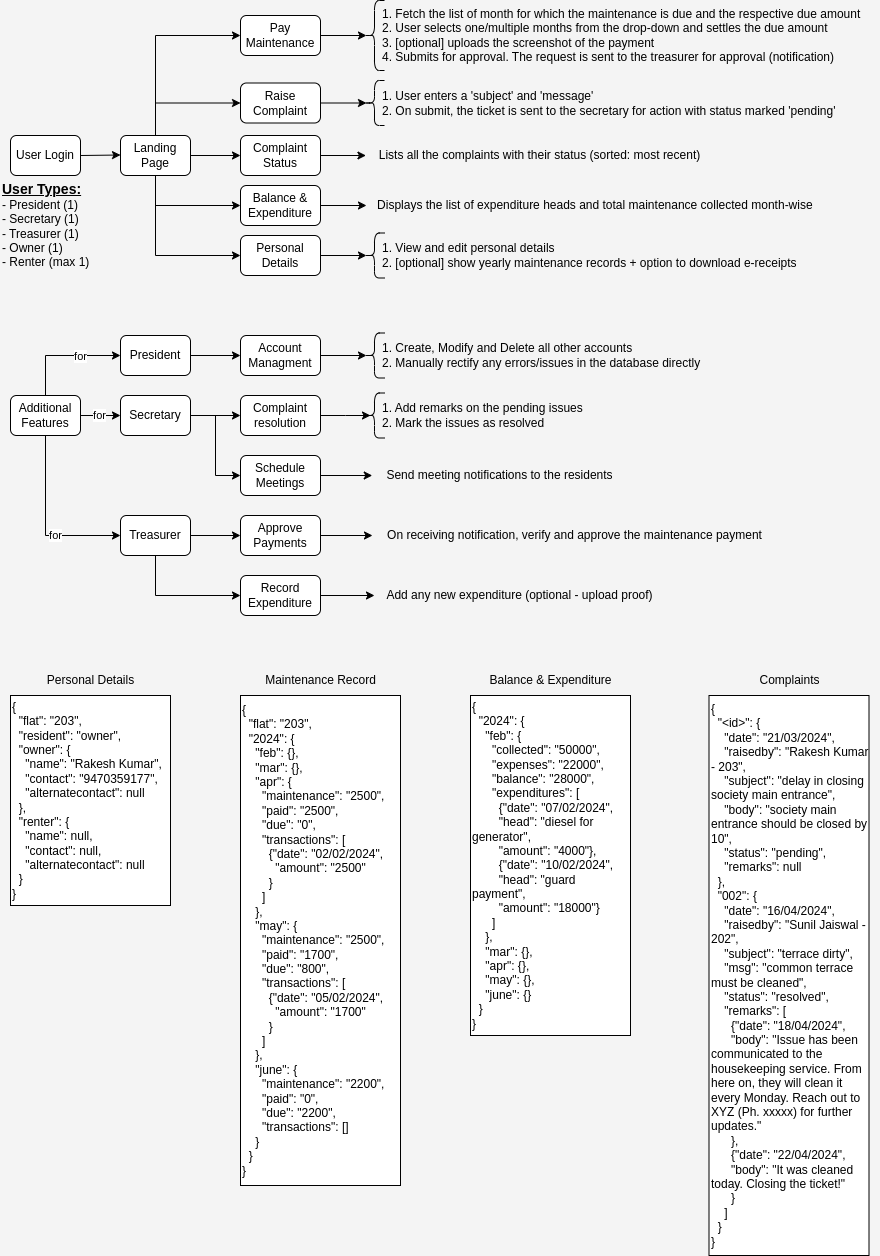 Pay
Maintenance
1. Fetch the list of month for which the maintenance is due and the respective due amount
2. User selects one/multiple months from the drop-down and settles the due amount
3. [optional] uploads the screenshot of the payment
4. Submits for approval. The request is sent to the treasurer for approval (notification)
Raise
Complaint
1. User enters a 'subject' and 'message'
2. On submit, the ticket is sent to the secretary for action with status marked 'pending'
User Login
Landing
Page
Complaint
Status
Lists all the complaints with their status (sorted: most recent)
User Types:
- President (1)
- Secretary (1)
- Treasurer (1)
- Owner (1)
- Renter (max 1)
Balance &
Expenditure
Displays the list of expenditure heads and total maintenance collected month-wise
Personal
Details
1. View and edit personal details
2. [optional] show yearly maintenance records + option to download e-receipts
for
President
Account
Managment
1. Create, Modify and Delete all other accounts
2. Manually rectify any errors/issues in the database directly
Additional
Features
for
Secretary
Complaint
resolution
1. Add remarks on the pending issues
2. Mark the issues as resolved
Schedule
Meetings
Send meeting notifications to the residents
for
Treasurer
Approve
Payments
On receiving notification, verify and approve the maintenance payment
Record
Expenditure
Add any new expenditure (optional - upload proof)
Personal Details
{
"flat": "203",
"resident": "owner",
"owner": {
"name": "Rakesh Kumar",
"contact": "9470359177",
"alternatecontact": null
},
"renter": {
"name": null,
"contact": null,
"alternatecontact": null
}
}
Maintenance Record
{
"flat": "203",
"2024": {
"feb": {},
"mar": {},
"apr": {
"maintenance": "2500",
"paid": "2500",
"due": "0",
"transactions": [
{"date": "02/02/2024",
"amount": "2500"
}
]
},
"may": {
"maintenance": "2500",
"paid": "1700",
"due": "800",
"transactions": [
{"date": "05/02/2024",
"amount": "1700"
}
]
},
"june": {
"maintenance": "2200",
"paid": "0",
"due": "2200",
"transactions": []
}
}
}
Balance & Expenditure
{
"2024": {
"feb": {
"collected": "50000",
"expenses": "22000",
"balance": "28000",
"expenditures": [
{"date": "07/02/2024",
"head": "diesel for
generator",
"amount": "4000"},
{"date": "10/02/2024",
"head": "guard
payment",
"amount": "18000"}
]
},
"mar": {},
"apr": {},
"may": {},
"june": {}
}
}
Complaints
{
"<id>": {
"date": "21/03/2024",
"raisedby": "Rakesh Kumar
- 203",
"subject": "delay in closing
society main entrance",
"body": "society main
entrance should be closed by
10",
"status": "pending",
"remarks": null
},
"002": {
"date": "16/04/2024",
"raisedby": "Sunil Jaiswal -
202",
"subject": "terrace dirty",
"msg": "common terrace
must be cleaned",
"status": "resolved",
"remarks": [
{"date": "18/04/2024",
"body": "Issue has been
communicated to the
housekeeping service. From
here on, they will clean it
every Monday. Reach out to
XYZ (Ph. xxxxx) for further
updates."
},
{"date": "22/04/2024",
"body": "It was cleaned
today. Closing the ticket!"
}
]
}
}